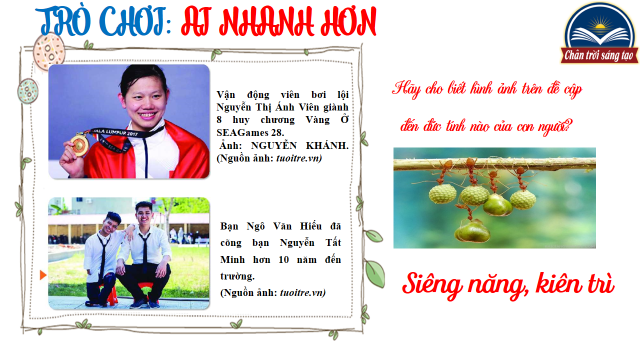 TRÒ CHƠI: AI NHANH HƠN
Chân trời sáng tạo
Vận động viên bơi lội
Nguyễn Thị Ánh Viên giành
8 huy chương Vàng Ở
SEAGames 28.
Ảnh: NGUYÊN KHÁNH.
(Nguồn ảnh: tuoitre.vn)
Bạn Ngô Văn Hiếu đã
cõng bạn Nguyễn Tất
Minh hơn 10 năm đến
trường.
(Nguồn ảnh: tuoitre.vn)
Hãy cho biết hình ảnh trên đề cập
đến đức tính nào của con người?
Siêng năng, kiên trì